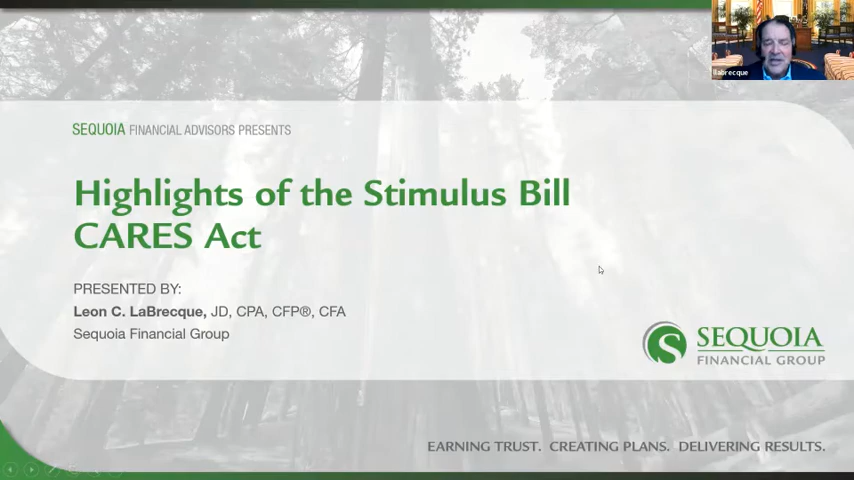 llabrecque
SEQUOIA FINANCIAL ADVISORS PRESENTS
Highlights of the Stimulus Bill
CARES Act
PRESENTED BY:
Leon C. LaBrecque, JD, CPA, CFP®, CFA
Sequoia Financial Group
SEQUOIA
FINANCIAL GROUP
EARNING TRUST. CREATING PLANS. DELIVERING RESULTS.